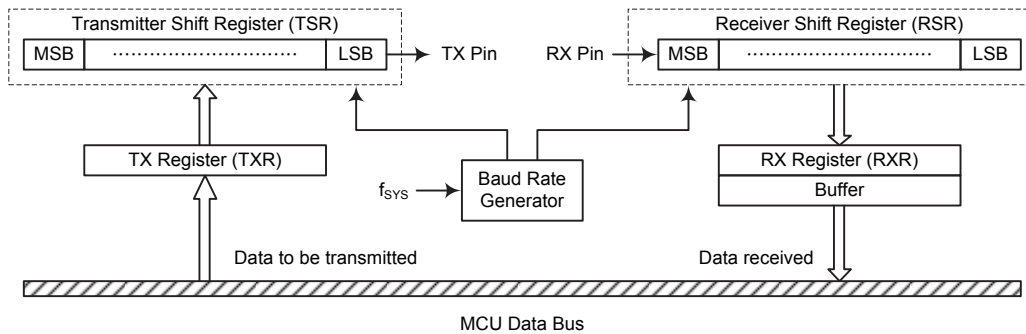 Transmitter Shift Register (TSR)
MSB ........................................ LSB
TX Pin
RX Pin
Receiver Shift Register (RSR)
MSB ........................................ LSB
TX Register (TXR)
f_SYS
Baud Rate
Generator
RX Register (RXR)
Buffer
Data to be transmitted
Data received
MCU Data Bus